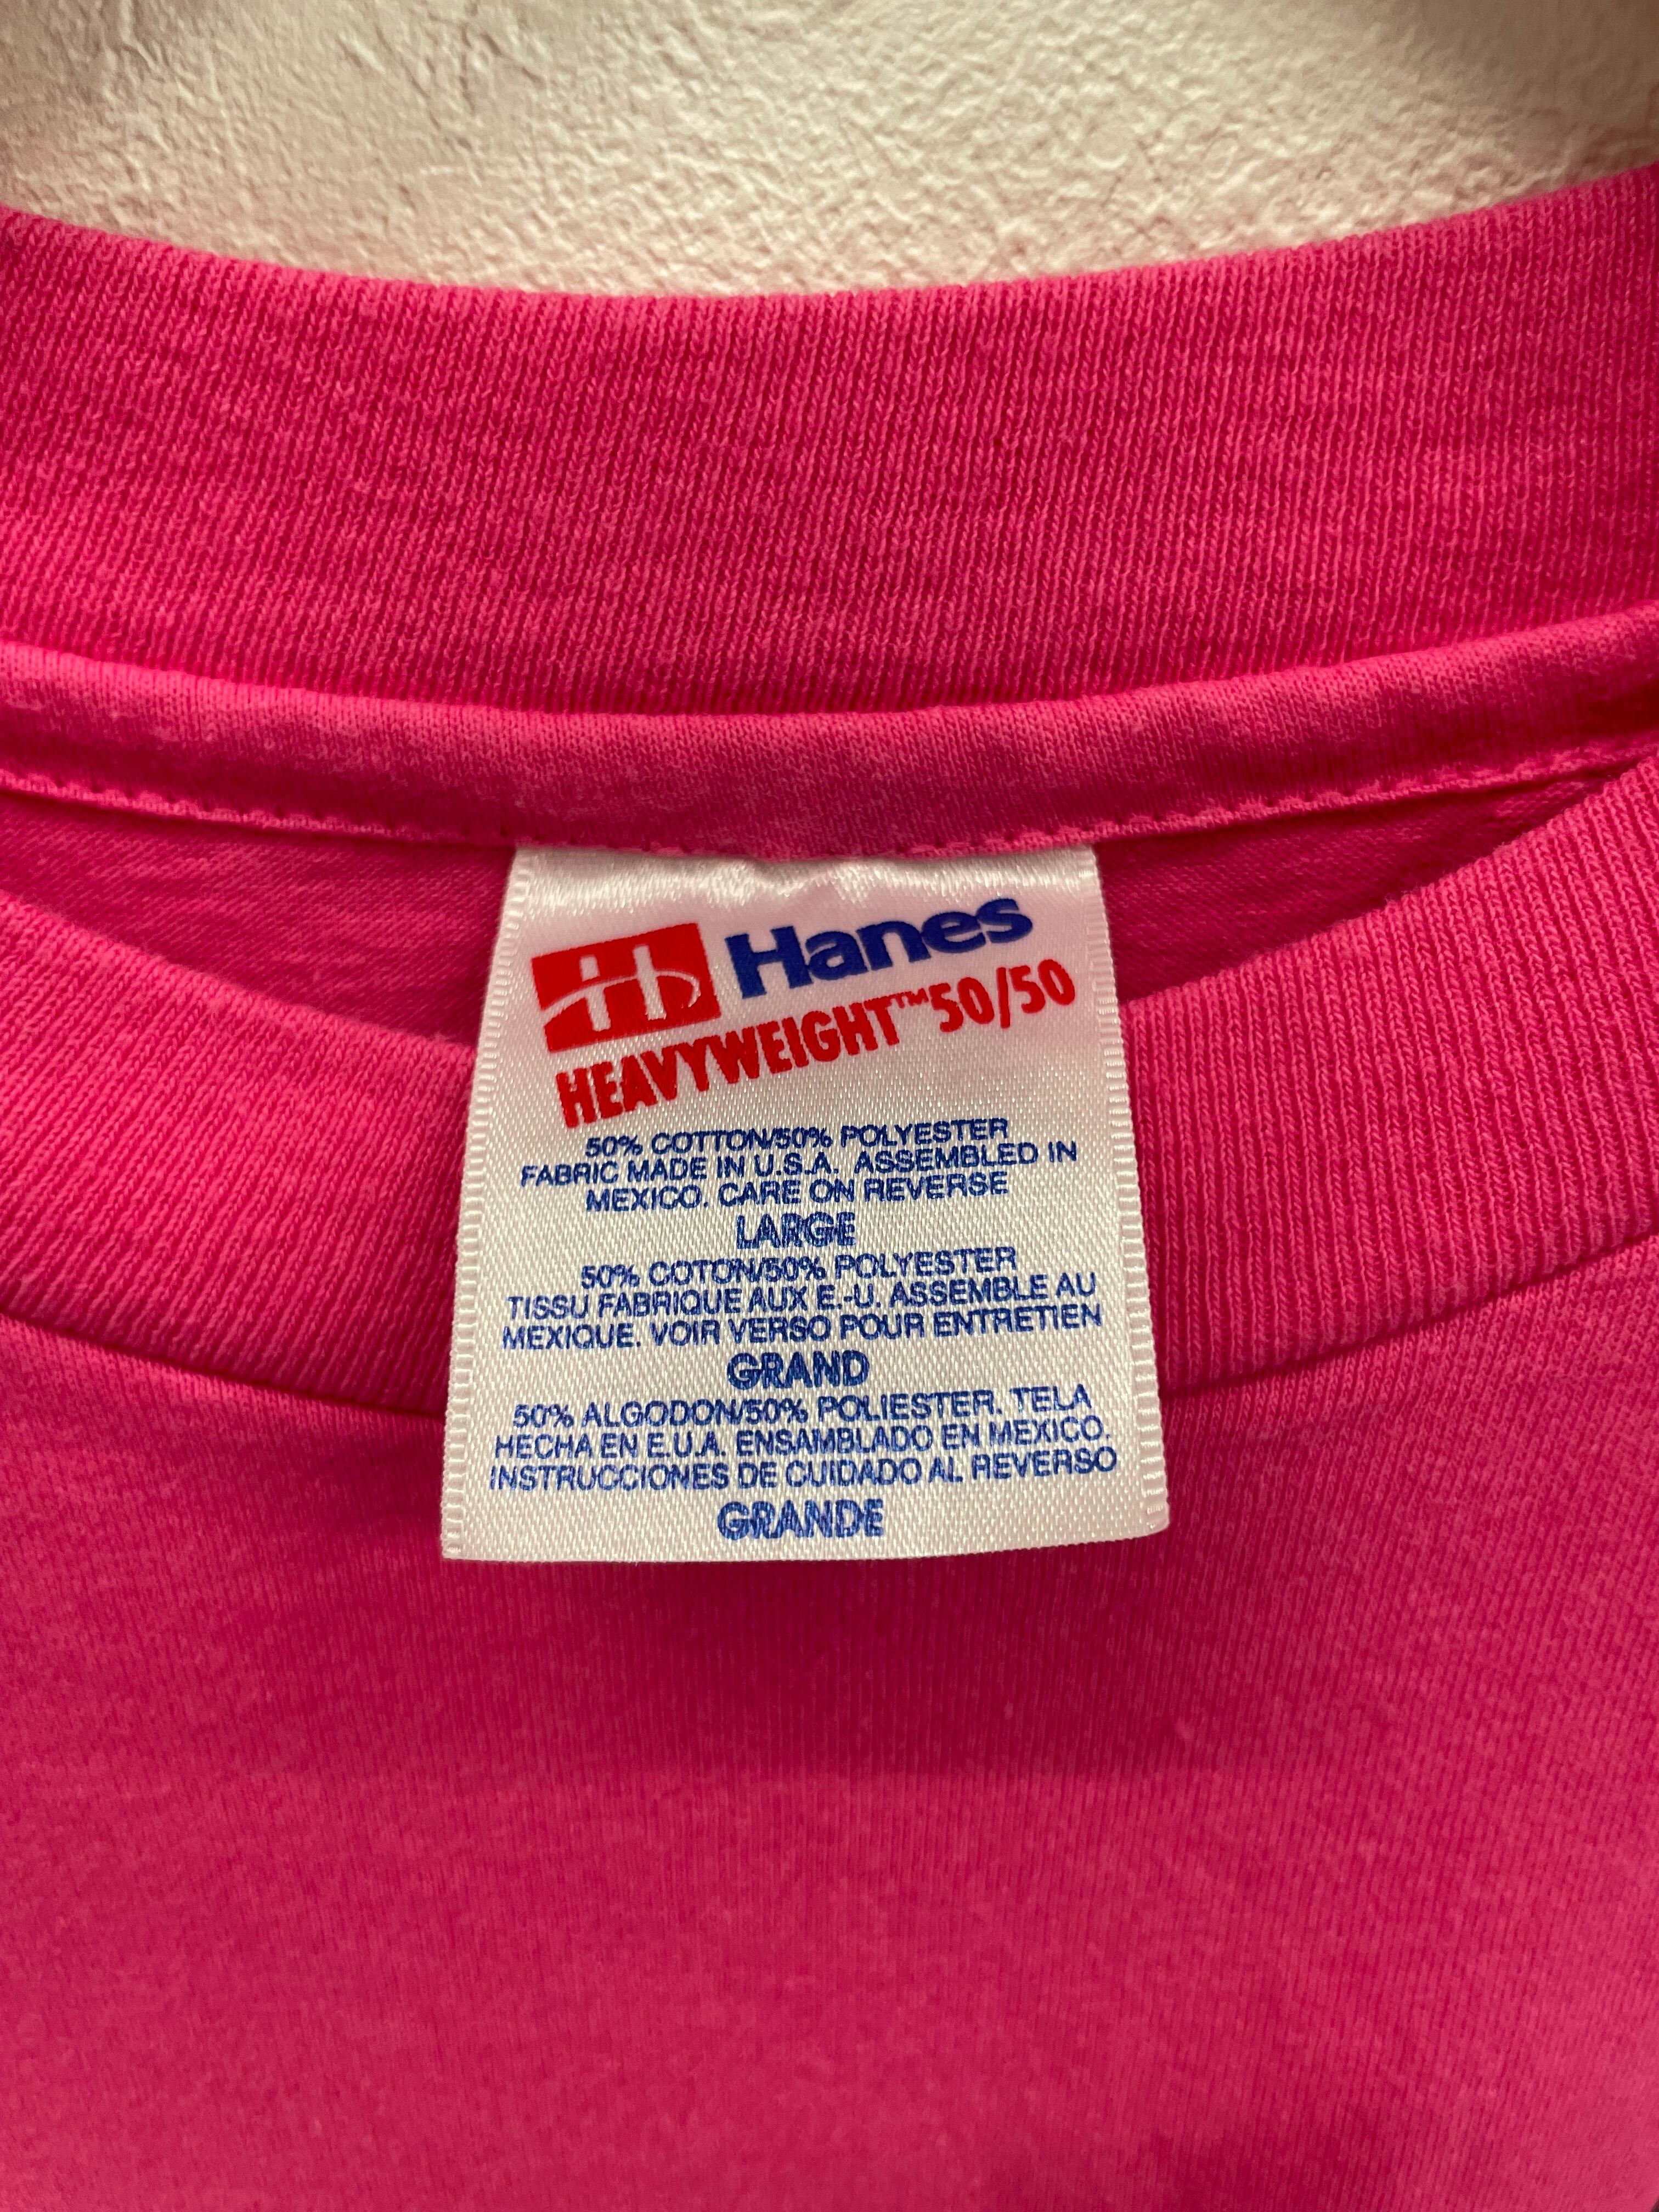 Hanes
HEAVYWEIGHT™ 50/50
50% COTTON/50% POLYESTER
FABRIC MADE IN U.S.A. ASSEMBLED IN
MEXICO. CARE ON REVERSE
LARGE
50% COTON/50% POLYESTER
TISSU FABRIQUE AUX E.-U. ASSEMBLE AU
MEXIQUE. VOIR VERSO POUR ENTRETIEN
GRAND
50% ALGODON/50% POLIESTER. TELA
HECHA EN E.U.A. ENSAMBLADO EN MEXICO.
INSTRUCCIONES DE CUIDADO AL REVERSO
GRANDE